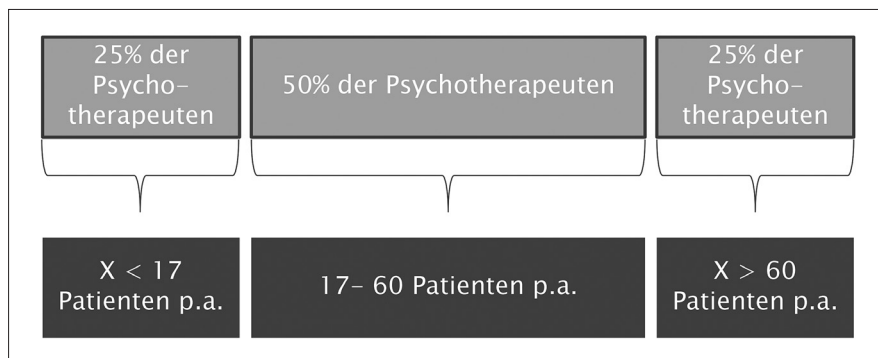 25% der
Psycho-
therapeuten
50% der Psychotherapeuten
25% der
Psycho-
therapeuten
X < 17
Patienten p.a.
17– 60 Patienten p.a.
X > 60
Patienten p.a.